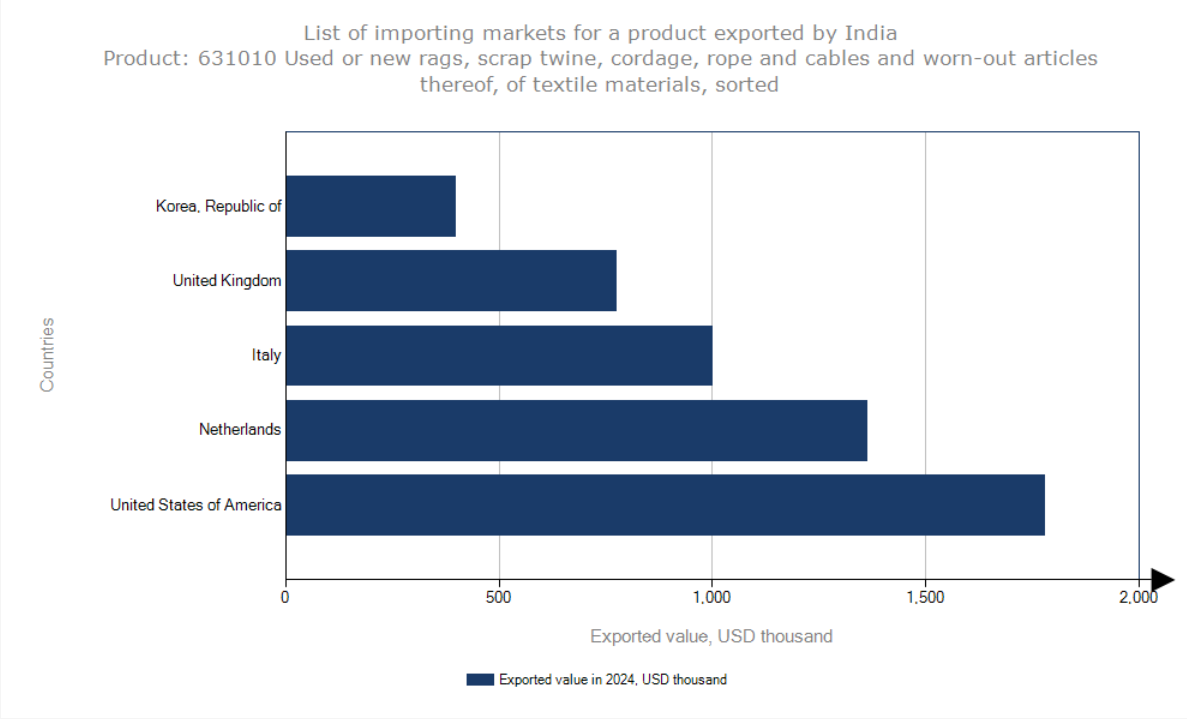 List of importing markets for a product exported by India
Product: 631010 Used or new rags, scrap twine, cordage, rope and cables and worn-out articles
thereof, of textile materials, sorted
Countries
Korea, Republic of
United Kingdom
Italy
Netherlands
United States of America
0 500 1,000 1,500 2,000
Exported value, USD thousand
Exported value in 2024, USD thousand